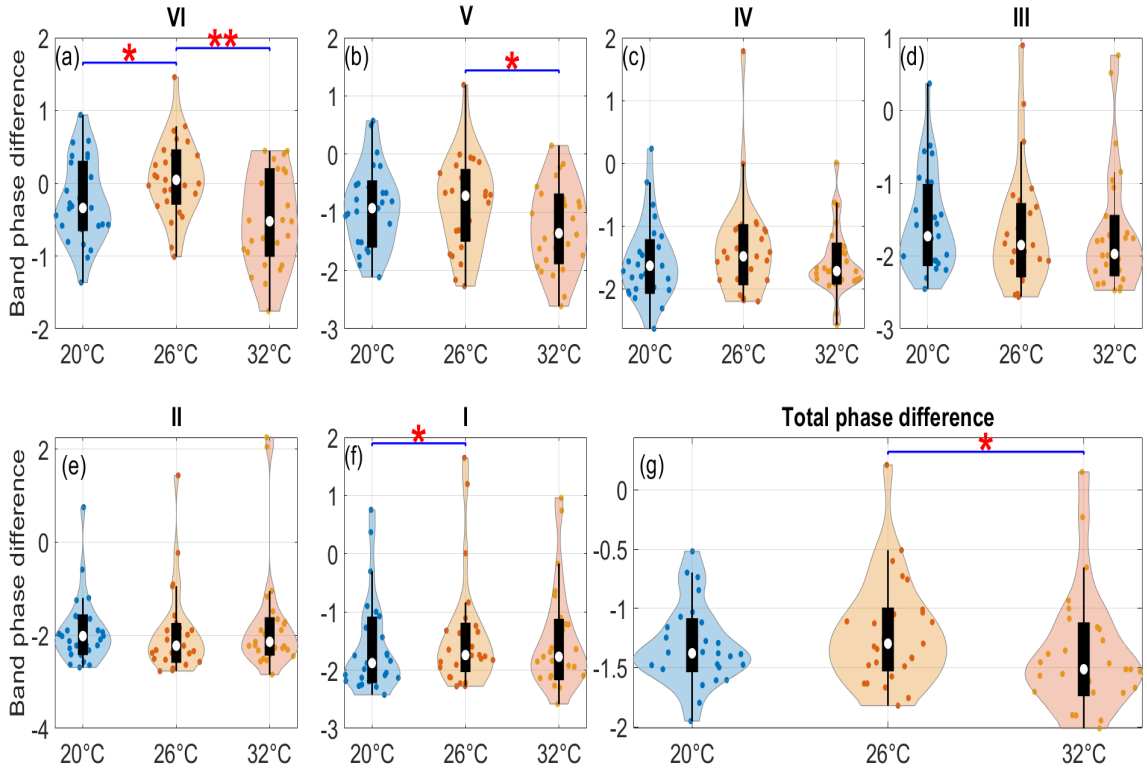 VI
V
IV
III
(a)
*
**
(b)
*
(c)
(d)
Band phase difference
2
1
0
-1
-2
2
1
0
-1
-2
-3
2
1
0
-1
-2
1
0
-1
-2
-3
20°C
26°C
32°C
20°C
26°C
32°C
20°C
26°C
32°C
20°C
26°C
32°C
II
I
Total phase difference
(e)
(f)
*
(g)
*
Band phase difference
2
0
-2
-4
2
1
0
-1
-2
-3
0
-0.5
-1
-1.5
-2
20°C
26°C
32°C
20°C
26°C
32°C
20°C
26°C
32°C